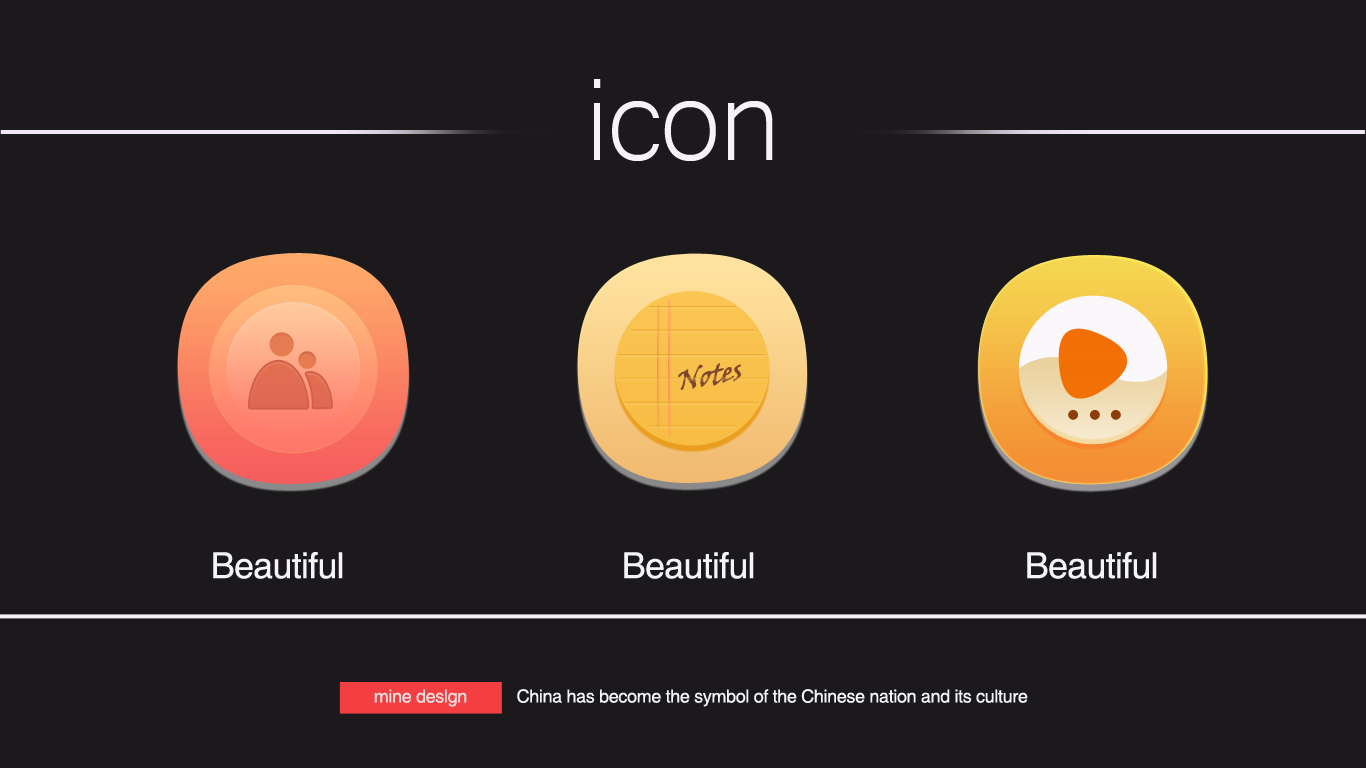 icon
Notes
Beautiful
Beautiful
Beautiful
mine design
China has become the symbol of the Chinese nation and its culture